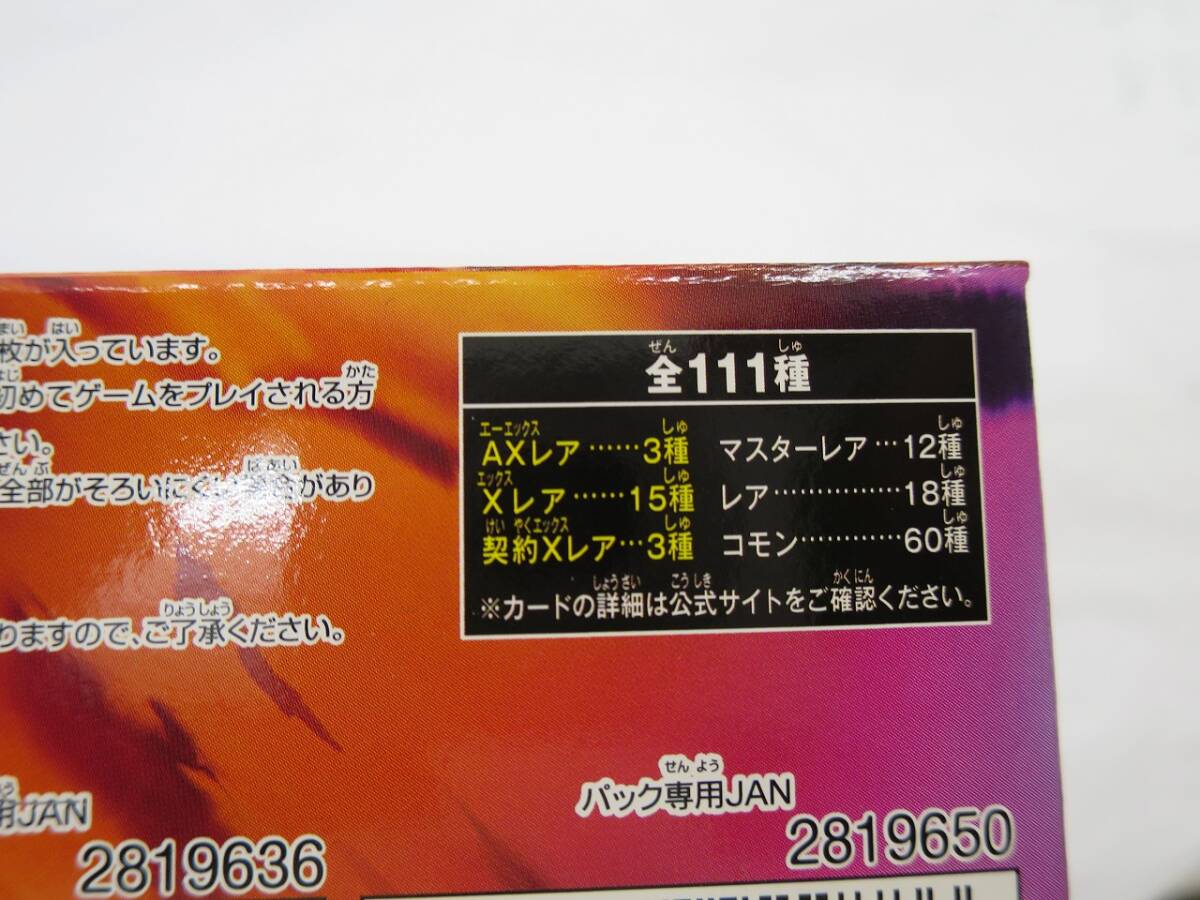 枚が入っています。
初めてゲームをプレイされる方
さい。
全部がそろいにくい場合があり
りますので、ご了承ください。
全111種
AXレア……3種
Xレア……15種
契約Xレア…3種
マスターレア…12種
レア……………18種
コモン…………60種
※カードの詳細は公式サイトをご確認ください。
用JAN
2819636
パック専用JAN
2819650